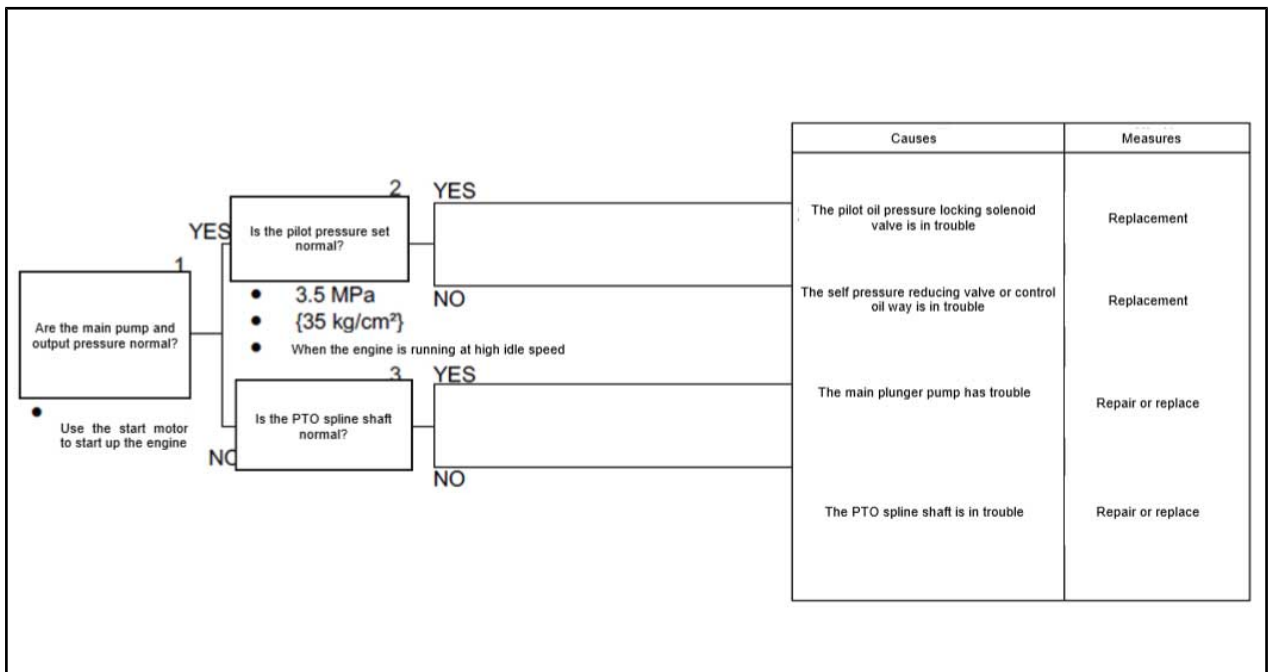 Causes
Measures
1
Are the main pump and
output pressure normal?
● Use the start motor
to start up the engine
YES
2
Is the pilot pressure set
normal?
● 3.5 MPa
● {35 kg/cm²}
● When the engine is running at high idle speed
YES
The pilot oil pressure locking solenoid
valve is in trouble
Replacement
NO
The self pressure reducing valve or control
oil way is in trouble
Replacement
NO
3
Is the PTO spline shaft
normal?
YES
The main plunger pump has trouble
Repair or replace
NO
The PTO spline shaft is in trouble
Repair or replace